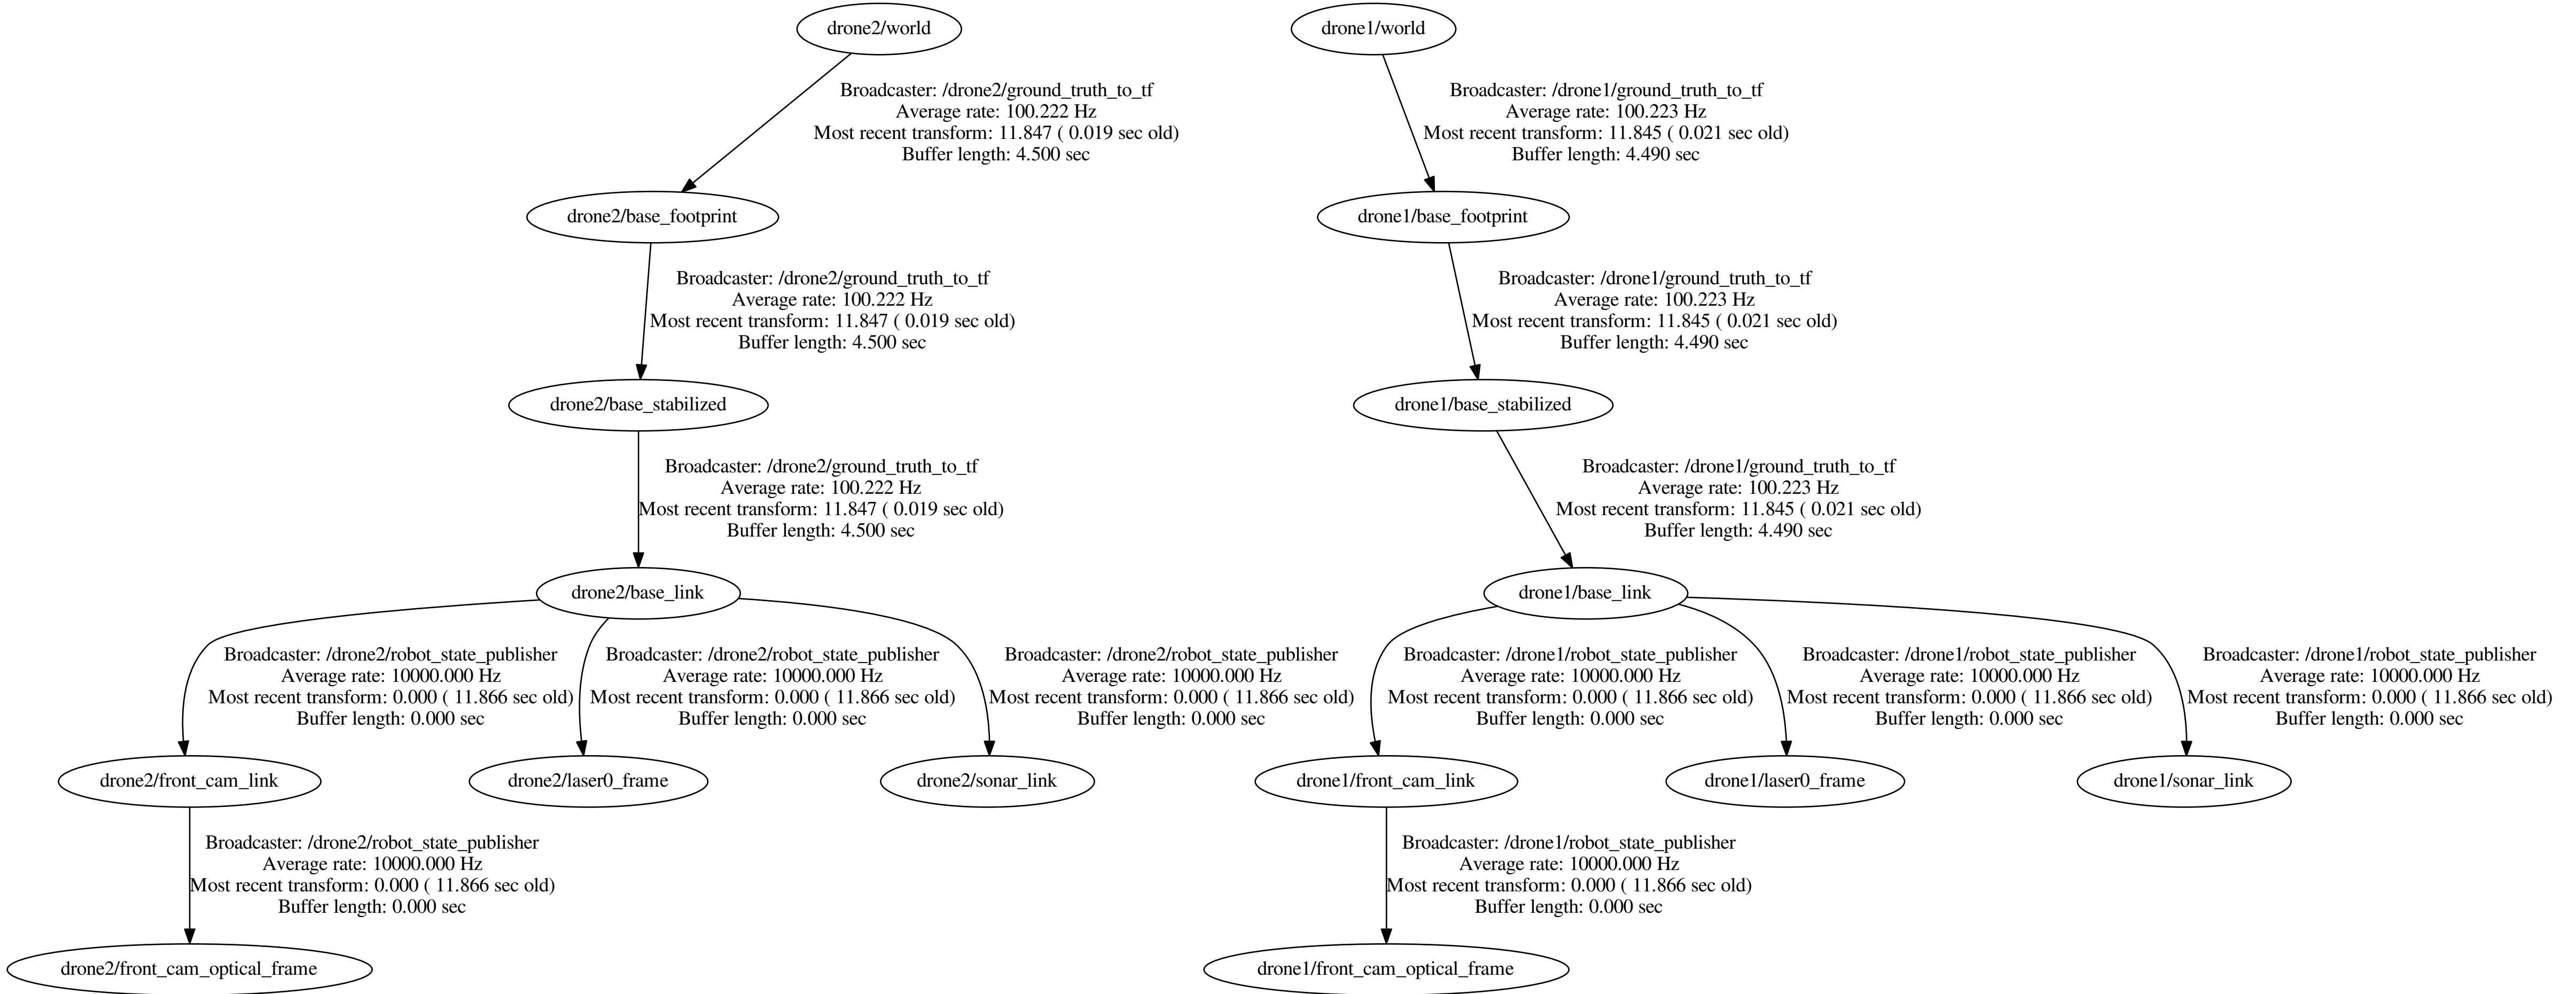 drone2/world
drone1/world
Broadcaster: /drone2/ground_truth_to_tf
Average rate: 100.222 Hz
Most recent transform: 11.847 ( 0.019 sec old)
Buffer length: 4.500 sec
Broadcaster: /drone1/ground_truth_to_tf
Average rate: 100.223 Hz
Most recent transform: 11.845 ( 0.021 sec old)
Buffer length: 4.490 sec
drone2/base_footprint
drone1/base_footprint
Broadcaster: /drone2/ground_truth_to_tf
Average rate: 100.222 Hz
Most recent transform: 11.847 ( 0.019 sec old)
Buffer length: 4.500 sec
Broadcaster: /drone1/ground_truth_to_tf
Average rate: 100.223 Hz
Most recent transform: 11.845 ( 0.021 sec old)
Buffer length: 4.490 sec
drone2/base_stabilized
drone1/base_stabilized
Broadcaster: /drone2/ground_truth_to_tf
Average rate: 100.222 Hz
Most recent transform: 11.847 ( 0.019 sec old)
Buffer length: 4.500 sec
Broadcaster: /drone1/ground_truth_to_tf
Average rate: 100.223 Hz
Most recent transform: 11.845 ( 0.021 sec old)
Buffer length: 4.490 sec
drone2/base_link
drone1/base_link
Broadcaster: /drone2/robot_state_publisher
Average rate: 10000.000 Hz
Most recent transform: 0.000 ( 11.866 sec old)
Buffer length: 0.000 sec
Broadcaster: /drone2/robot_state_publisher
Average rate: 10000.000 Hz
Most recent transform: 0.000 ( 11.866 sec old)
Buffer length: 0.000 sec
Broadcaster: /drone2/robot_state_publisher
Average rate: 10000.000 Hz
Most recent transform: 0.000 ( 11.866 sec old)
Buffer length: 0.000 sec
Broadcaster: /drone1/robot_state_publisher
Average rate: 10000.000 Hz
Most recent transform: 0.000 ( 11.866 sec old)
Buffer length: 0.000 sec
Broadcaster: /drone1/robot_state_publisher
Average rate: 10000.000 Hz
Most recent transform: 0.000 ( 11.866 sec old)
Buffer length: 0.000 sec
Broadcaster: /drone1/robot_state_publisher
Average rate: 10000.000 Hz
Most recent transform: 0.000 ( 11.866 sec old)
Buffer length: 0.000 sec
drone2/front_cam_link
drone2/laser0_frame
drone2/sonar_link
drone1/front_cam_link
drone1/laser0_frame
drone1/sonar_link
Broadcaster: /drone2/robot_state_publisher
Average rate: 10000.000 Hz
Most recent transform: 0.000 ( 11.866 sec old)
Buffer length: 0.000 sec
Broadcaster: /drone1/robot_state_publisher
Average rate: 10000.000 Hz
Most recent transform: 0.000 ( 11.866 sec old)
Buffer length: 0.000 sec
drone2/front_cam_optical_frame
drone1/front_cam_optical_frame